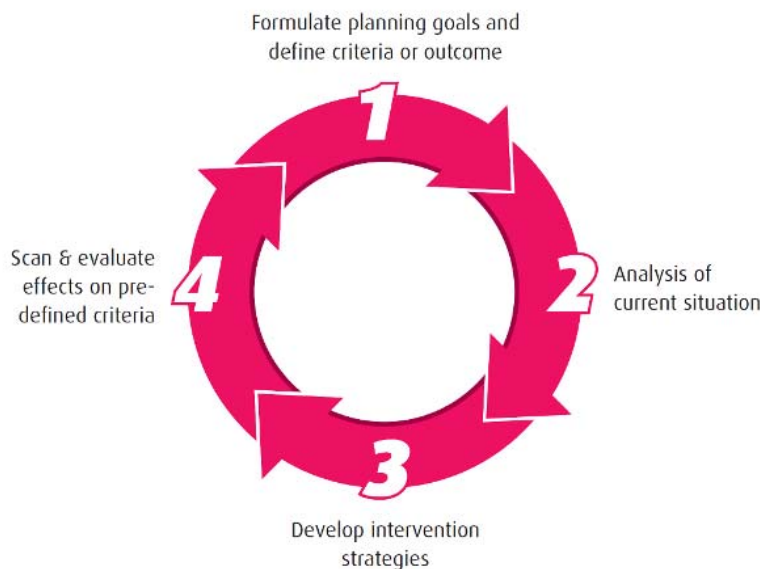 Formulate planning goals and
define criteria or outcome
1
2
Analysis of
current situation
3
Develop intervention
strategies
4
Scan & evaluate
effects on pre-
defined criteria